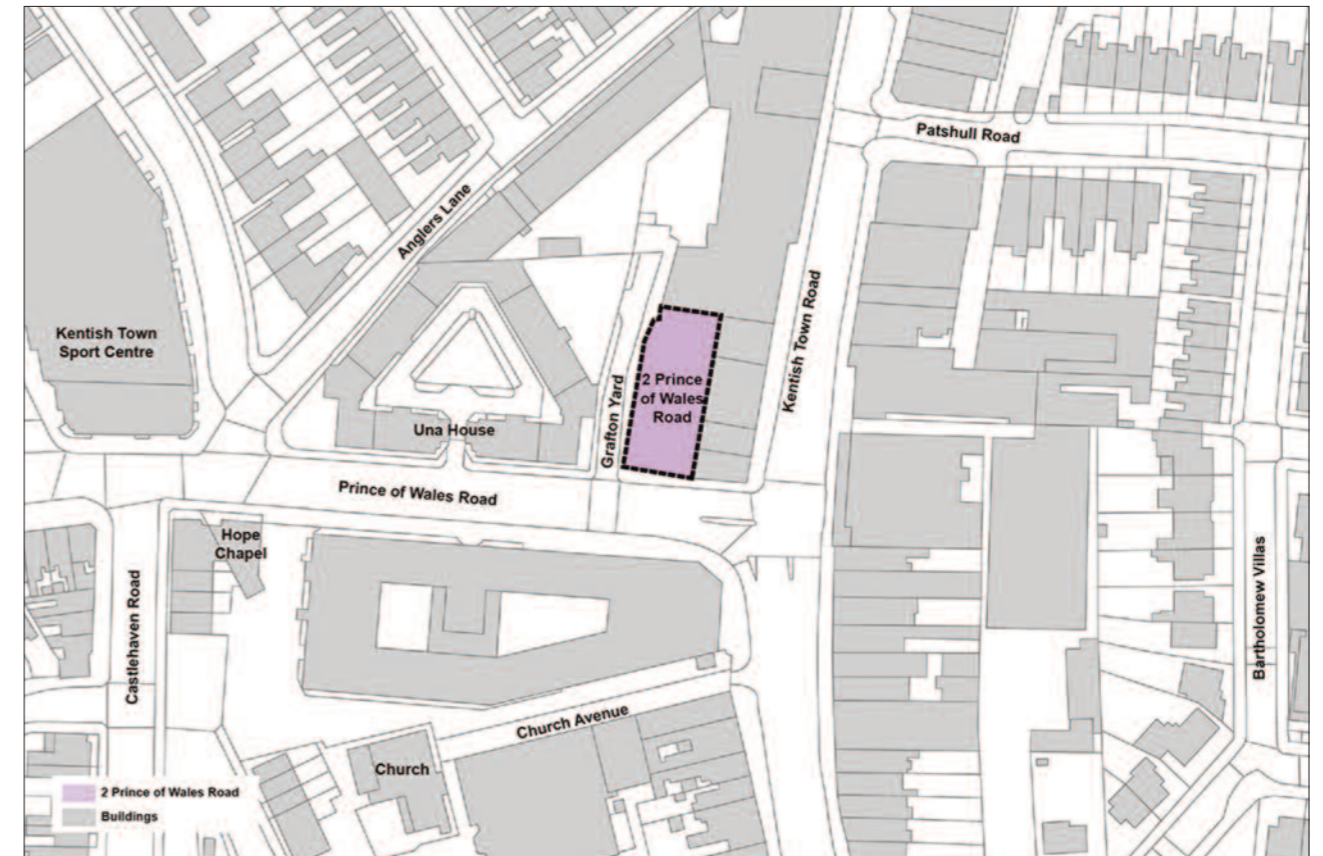 Patshull Road
Anglers Lane
Kentish Town Road
Kentish Town
Sport Centre
2 Prince
of Wales
Road
Grafton Yard
Una House
Prince of Wales Road
Hope
Chapel
Castlehaven Road
Bartholomew Villas
Church Avenue
Church
2 Prince of Wales Road
Buildings